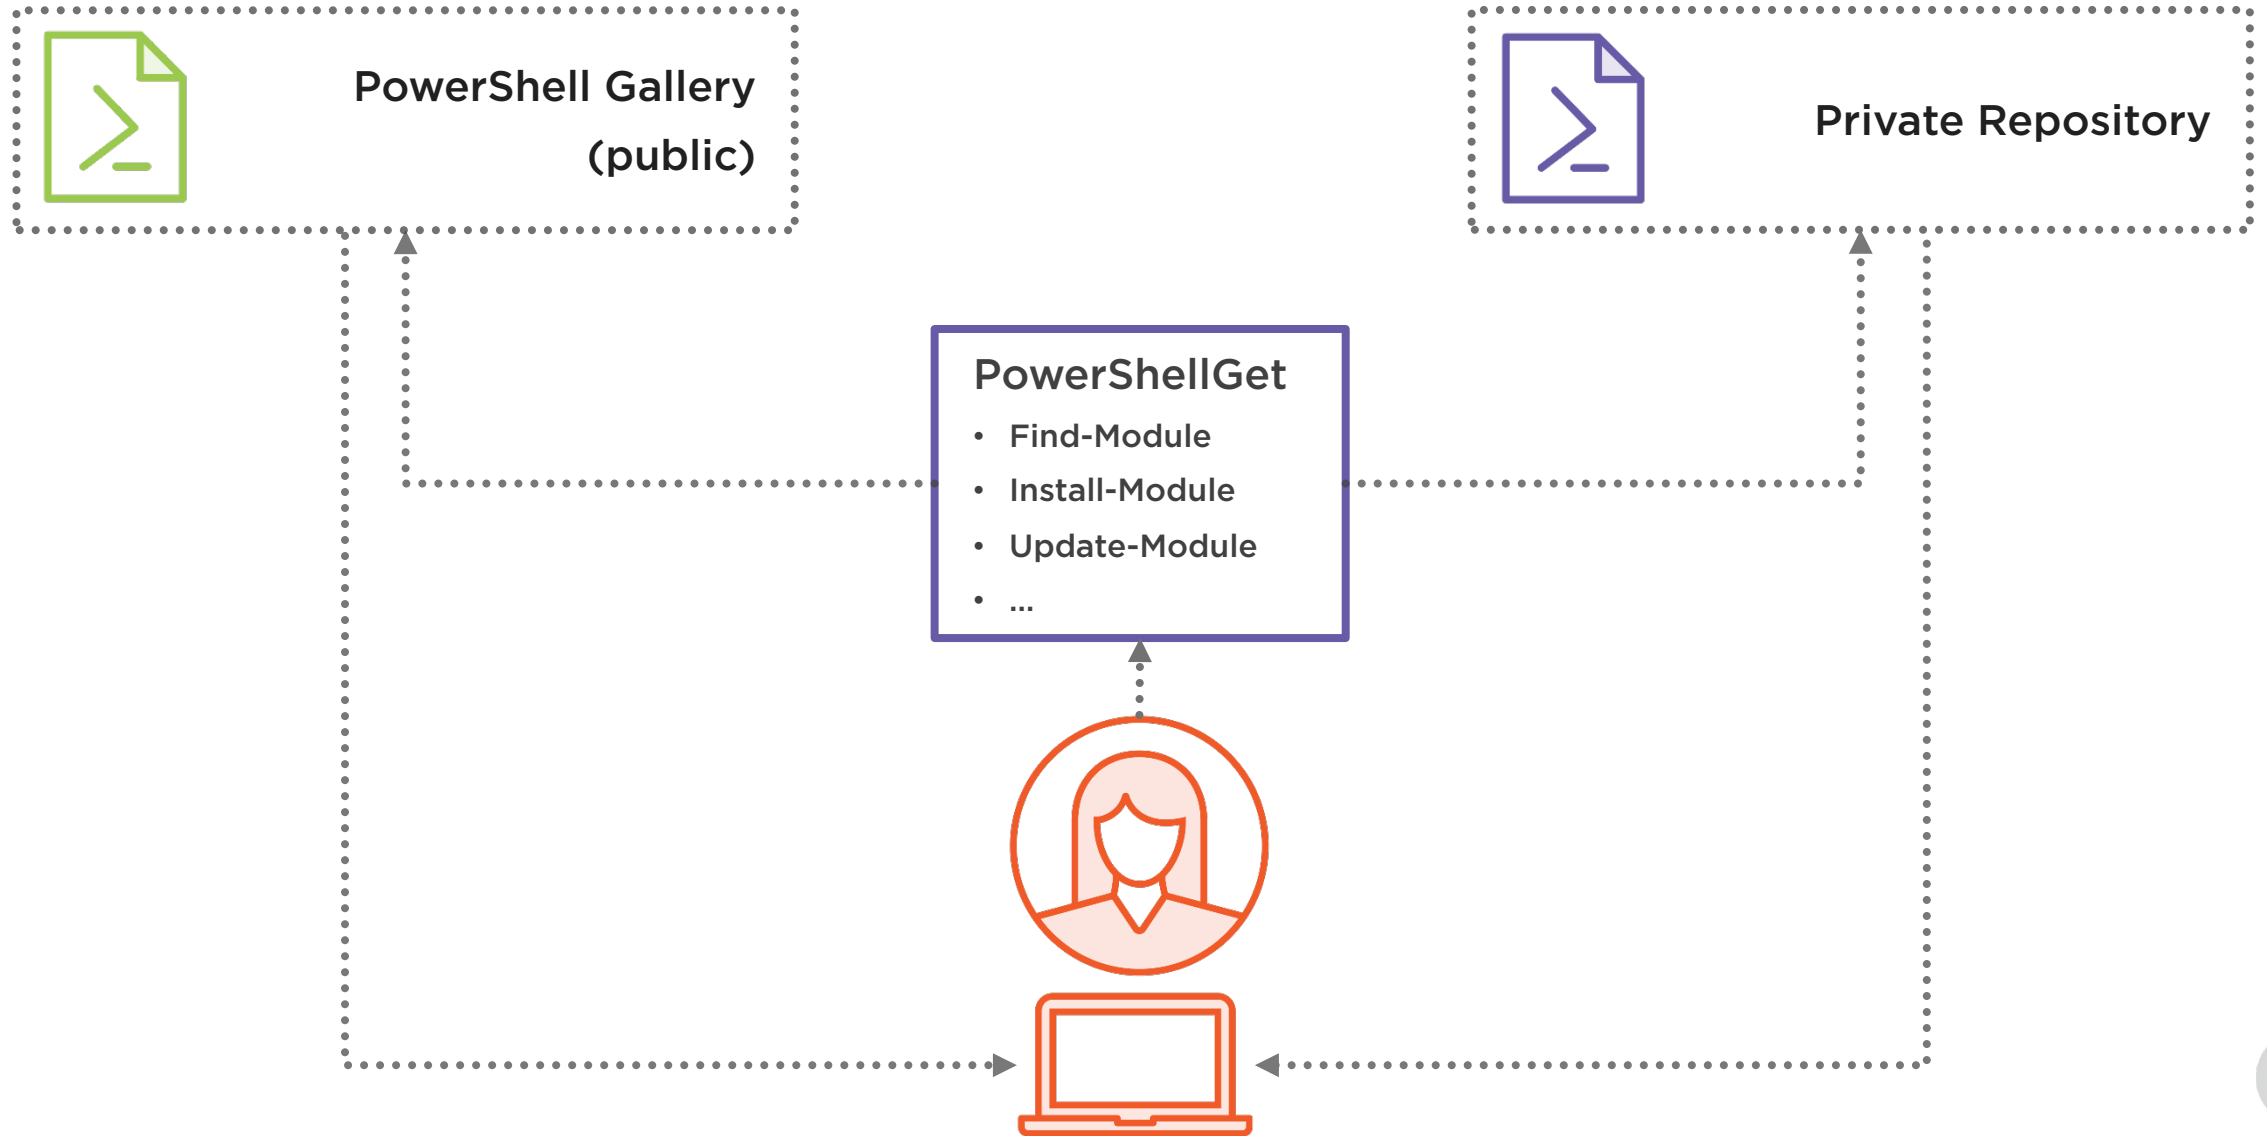 PowerShell Gallery
(public)
Private Repository
PowerShellGet
• Find-Module
• Install-Module
• Update-Module
• ...